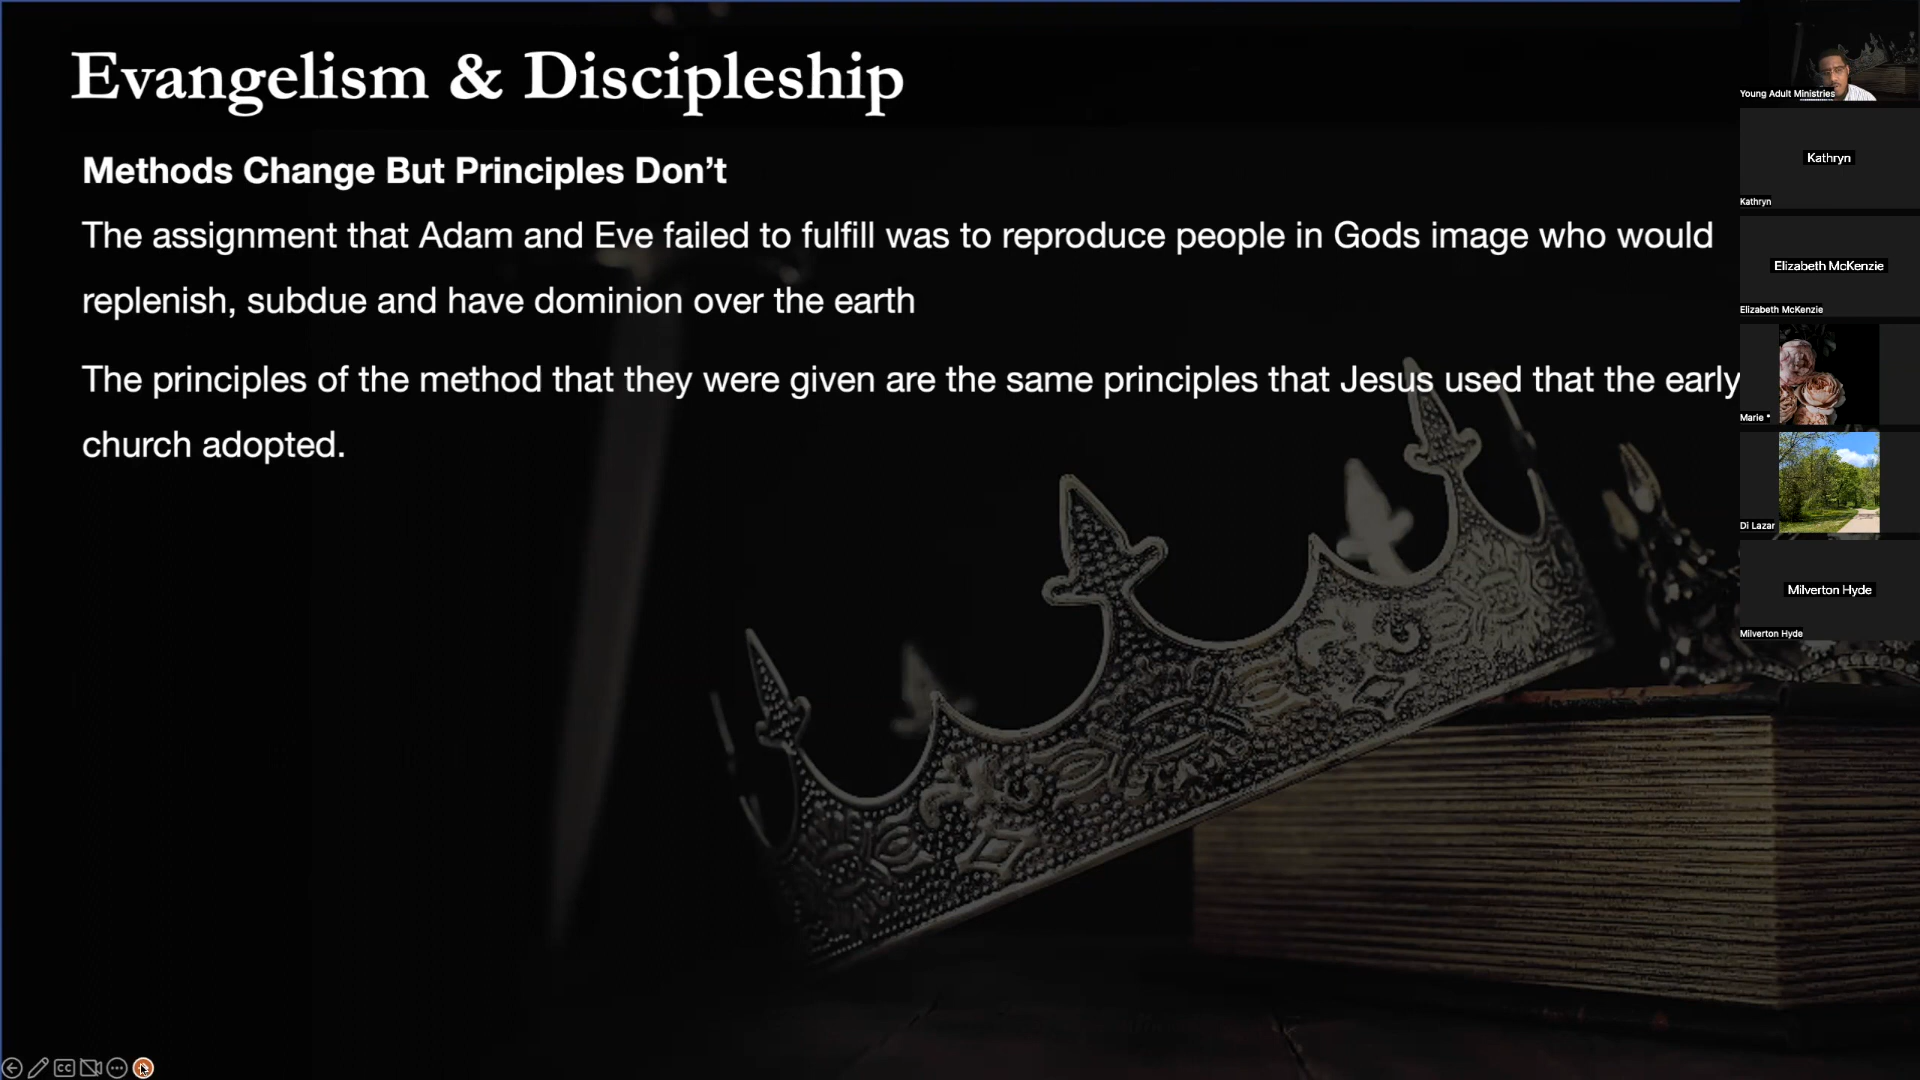 Evangelism & Discipleship
Methods Change But Principles Don’t
The assignment that Adam and Eve failed to fulfill was to reproduce people in Gods image who would
replenish, subdue and have dominion over the earth
The principles of the method that they were given are the same principles that Jesus used that the early
church adopted.
Young Adult Ministries
Kathryn
Kathryn
Elizabeth McKenzie
Elizabeth McKenzie
Marie *
Di Lazar
Milverton Hyde
Milverton Hyde
CC